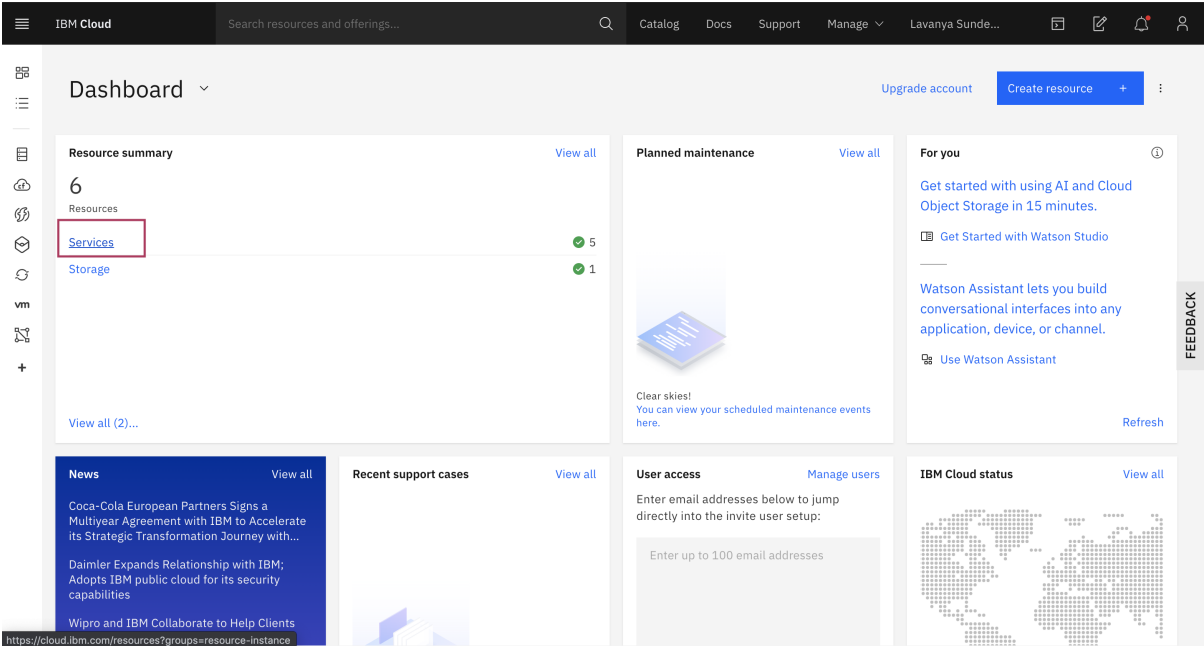 IBM Cloud
Search resources and offerings...
Catalog
Docs
Support
Manage
Lavanya Sunde...
Dashboard
Upgrade account
Create resource +
Resource summary
View all
6
Resources
Services
5
Storage
1
View all (2)...
Planned maintenance
View all
Clear skies!
You can view your scheduled maintenance events
here.
For you
Get started with using AI and Cloud
Object Storage in 15 minutes.
Get Started with Watson Studio
Watson Assistant lets you build
conversational interfaces into any
application, device, or channel.
Use Watson Assistant
Refresh
FEEDBACK
cf
vm
News
View all
Coca-Cola European Partners Signs a
Multiyear Agreement with IBM to Accelerate
its Strategic Transformation Journey with...
Daimler Expands Relationship with IBM;
Adopts IBM public cloud for its security
capabilities
Wipro and IBM Collaborate to Help Clients
Recent support cases
View all
User access
Manage users
Enter email addresses below to jump
directly into the invite user setup:
Enter up to 100 email addresses
IBM Cloud status
View all
https://cloud.ibm.com/resources?groups=resource-instance